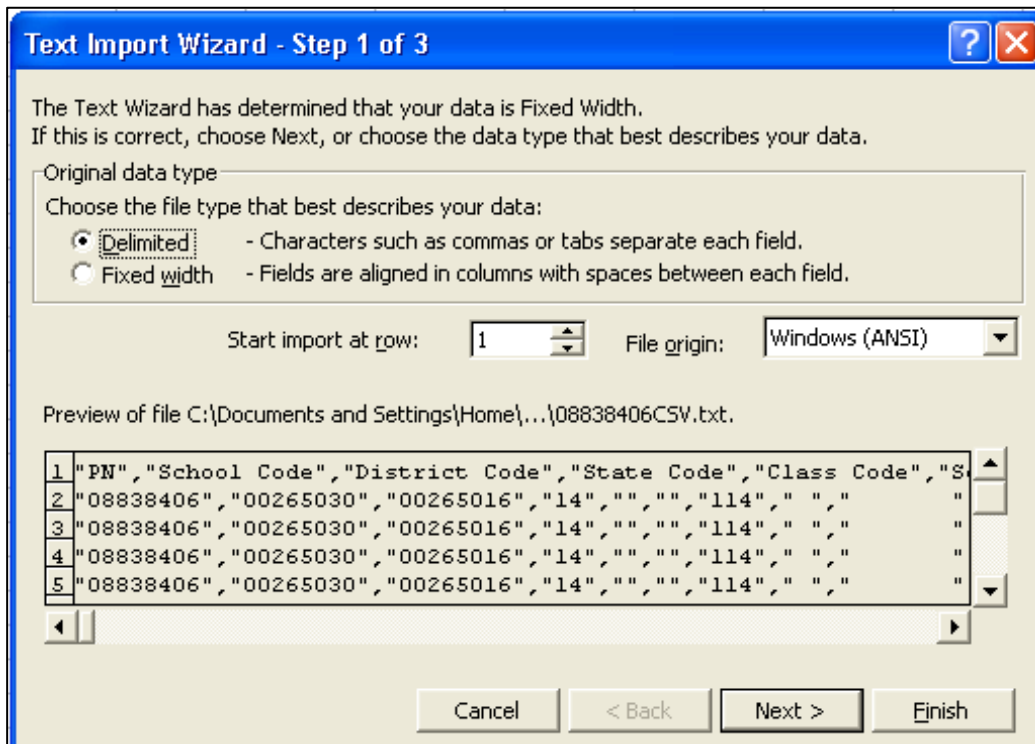 Text Import Wizard - Step 1 of 3
The Text Wizard has determined that your data is Fixed Width.
If this is correct, choose Next, or choose the data type that best describes your data.
Original data type
Choose the file type that best describes your data:
Delimited - Characters such as commas or tabs separate each field.
Fixed width - Fields are aligned in columns with spaces between each field.
Start import at row: 1 File origin: Windows (ANSI)
Preview of file C:\Documents and Settings\Home\...\08838406CSV.txt.
1 "PN","School Code","District Code","State Code","Class Code","S
2 "08838406","00265030","00265016","14","","","114"," ","        "
3 "08838406","00265030","00265016","14","","","114"," ","        "
4 "08838406","00265030","00265016","14","","","114"," ","        "
5 "08838406","00265030","00265016","14","","","114"," ","        "
Cancel < Back Next > Finish